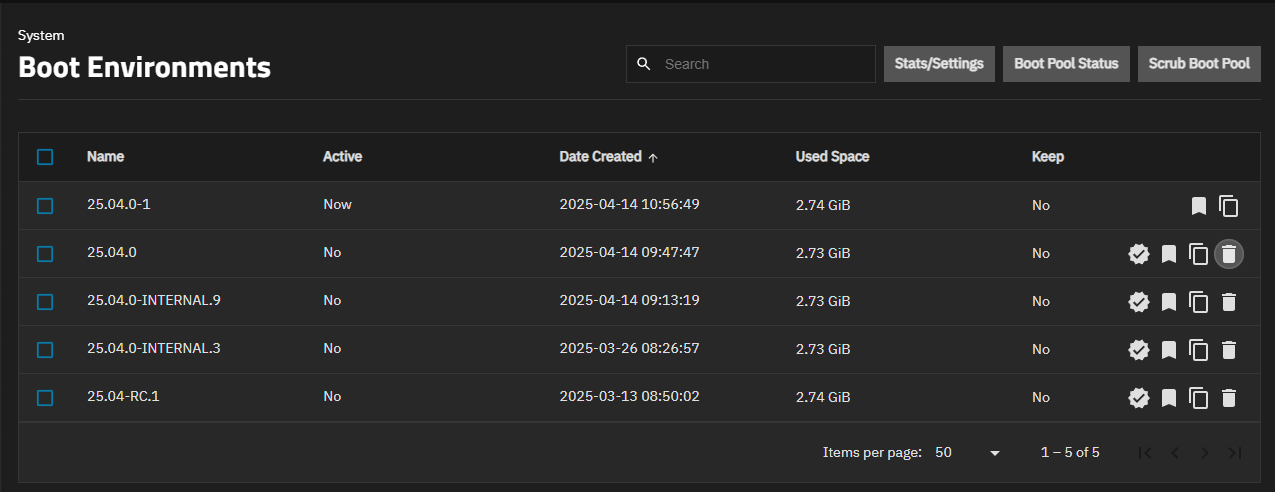 System
Boot Environments
Search
Stats/Settings
Boot Pool Status
Scrub Boot Pool
Name Active Date Created Used Space Keep
25.04.0-1 Now 2025-04-14 10:56:49 2.74 GiB No
25.04.0 No 2025-04-14 09:47:47 2.73 GiB No
25.04.0-INTERNAL.9 No 2025-04-14 09:13:19 2.73 GiB No
25.04.0-INTERNAL.3 No 2025-03-26 08:26:57 2.73 GiB No
25.04-RC.1 No 2025-03-13 08:50:02 2.74 GiB No
Items per page: 50 1 – 5 of 5